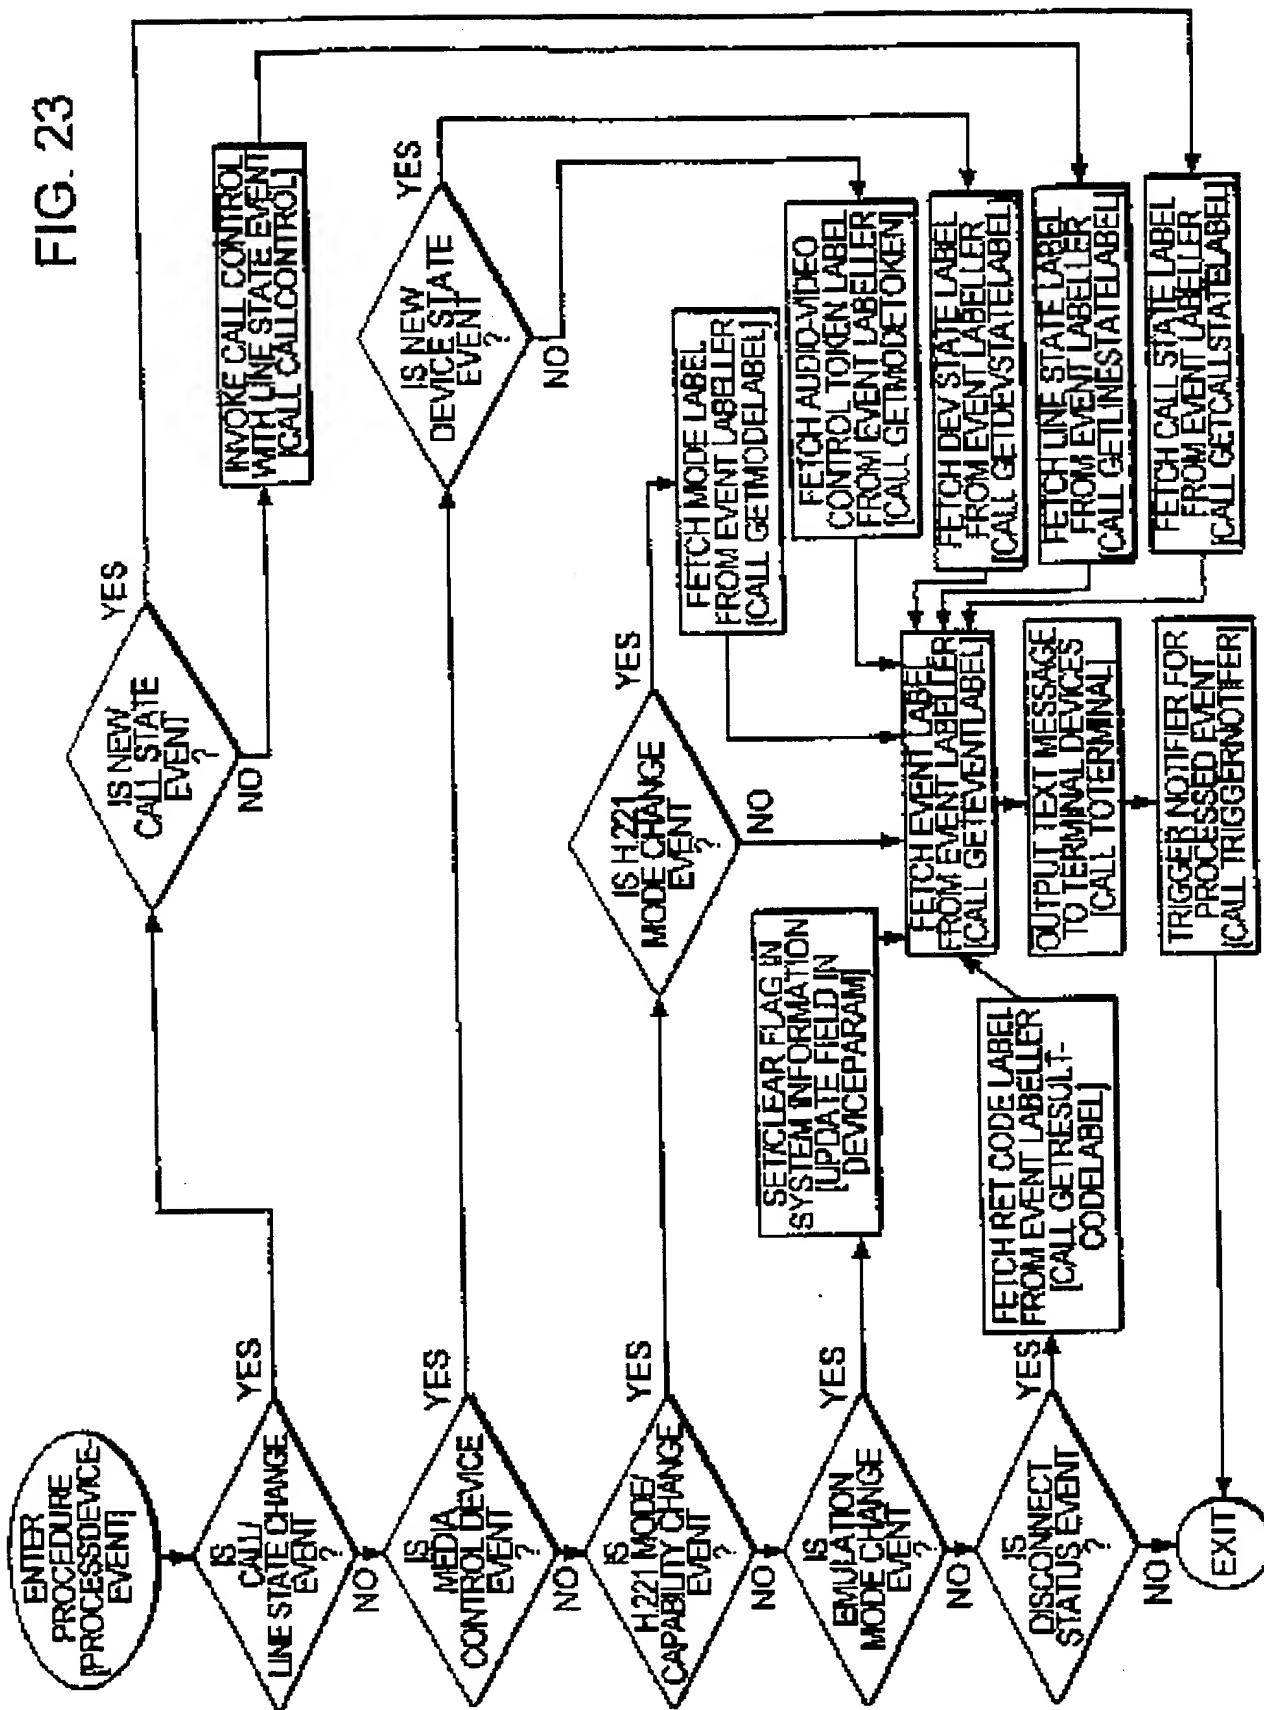 FIG. 23
ENTER
PROCEDURE
[PROCESSDEVICE-
EVENT]
IS
CALL/
LINE STATE CHANGE
EVENT
?
YES
NO
IS NEW
CALL STATE
EVENT
?
YES
NO
INVOKE CALL CONTROL
WITH LINE STATE EVENT
[CALL CALLCONTROL]
IS
MEDIA
CONTROL DEVICE
EVENT
?
YES
NO
IS NEW
DEVICE STATE
EVENT
?
YES
NO
IS
H.221 MODE/
CAPABILITY CHANGE
EVENT
?
YES
NO
IS H.221
MODE CHANGE
EVENT
?
YES
NO
FETCH MODE LABEL
FROM EVENT LABELLER
[CALL GETMODELABEL]
FETCH AUDIO-VIDEO
CONTROL TOKEN LABEL
FROM EVENT LABELLER
[CALL GETMODETOKEN]
FETCH DEV STATE LABEL
FROM EVENT LABELLER
[CALL GETDEVSTATELABEL]
FETCH LINE STATE LABEL
FROM EVENT LABELLER
[CALL GETLINESTATELABEL]
FETCH CALL STATE LABEL
FROM EVENT LABELLER
[CALL GETCALLSTATELABEL]
IS
EMULATION
MODE CHANGE
EVENT
?
YES
NO
SET/CLEAR FLAG IN
SYSTEM INFORMATION
[UPDATE FIELD IN
DEVICEPARAM]
FETCH EVENT LABEL
FROM EVENT LABELLER
[CALL GETEVENTLABEL]
IS
DISCONNECT
STATUS EVENT
?
YES
NO
FETCH RET CODE LABEL
FROM EVENT LABELLER
[CALL GETRESULT-
CODELABEL]
OUTPUT TEXT MESSAGE
TO TERMINAL DEVICES
[CALL TOTERMINAL]
TRIGGER NOTIFIER FOR
PROCESSED EVENT
[CALL TRIGGERNOTIFER]
EXIT